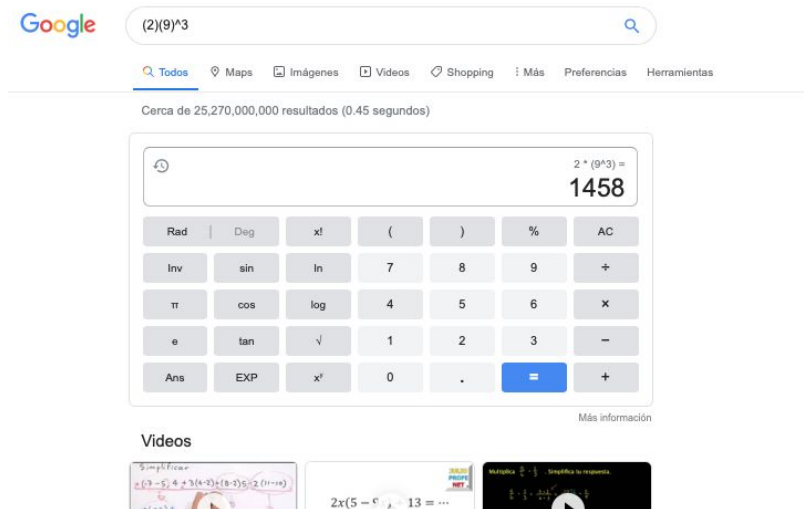 Google
(2)(9)^3
Todos Maps Imágenes Videos Shopping Más Preferencias Herramientas
Cerca de 25,270,000,000 resultados (0.45 segundos)
2 * (9^3) =
1458
Rad | Deg x! ( ) % AC
Inv sin ln 7 8 9 ÷
π cos log 4 5 6 ×
e tan √ 1 2 3 −
Ans EXP xʸ 0 . = +
Más información
Videos
Simplificar
Multiplica
. Simplifica tu respuesta.
PROFE
NET
2x(5 −
13 = ···